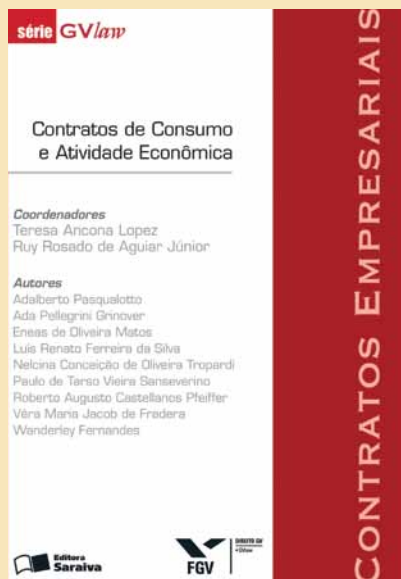 série GVlaw
Contratos de Consumo
e Atividade Econômica
Coordenadores
Teresa Ancona Lopez
Ruy Rosado de Aguiar Júnior
Autores
Adalberto Pasqualotto
Ada Pellegrini Grinover
Eneas de Oliveira Matos
Luis Renato Ferreira da Silva
Nelcina Conceição de Oliveira Tropardi
Paulo de Tarso Vieira Sanseverino
Roberto Augusto Castellanos Pfeiffer
Véra Maria Jacob de Fradera
Wanderley Fernandes
Editora
Saraiva
FGV
DIREITO GV
CONTRATOS EMPRESARIAIS